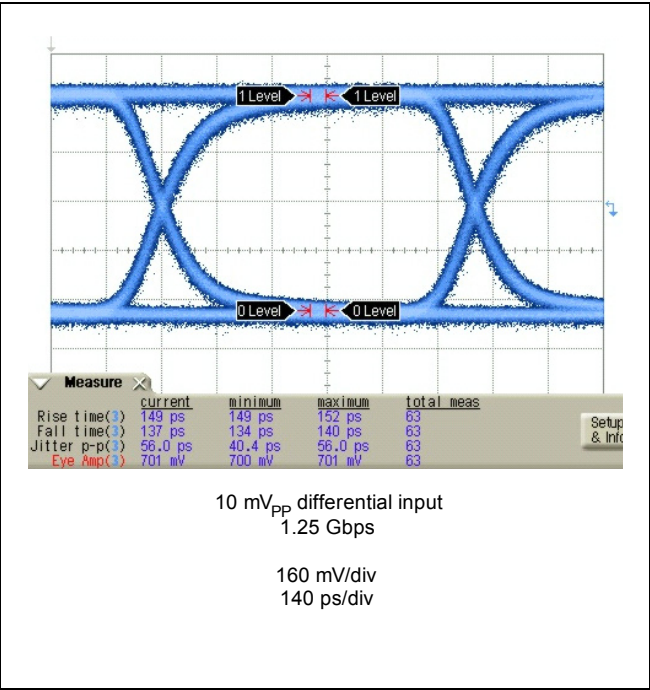 1 Level 1 Level
0 Level 0 Level
Measure
current minimum maximum total meas
Rise time(3) 149 ps 149 ps 152 ps 63
Fall time(3) 137 ps 134 ps 140 ps 63
Jitter p-p(3) 56.0 ps 40.4 ps 56.0 ps 63
Eye Amp(3) 701 mV 700 mV 701 mV 63
Setup
& Info
10 mVPP differential input
1.25 Gbps
160 mV/div
140 ps/div